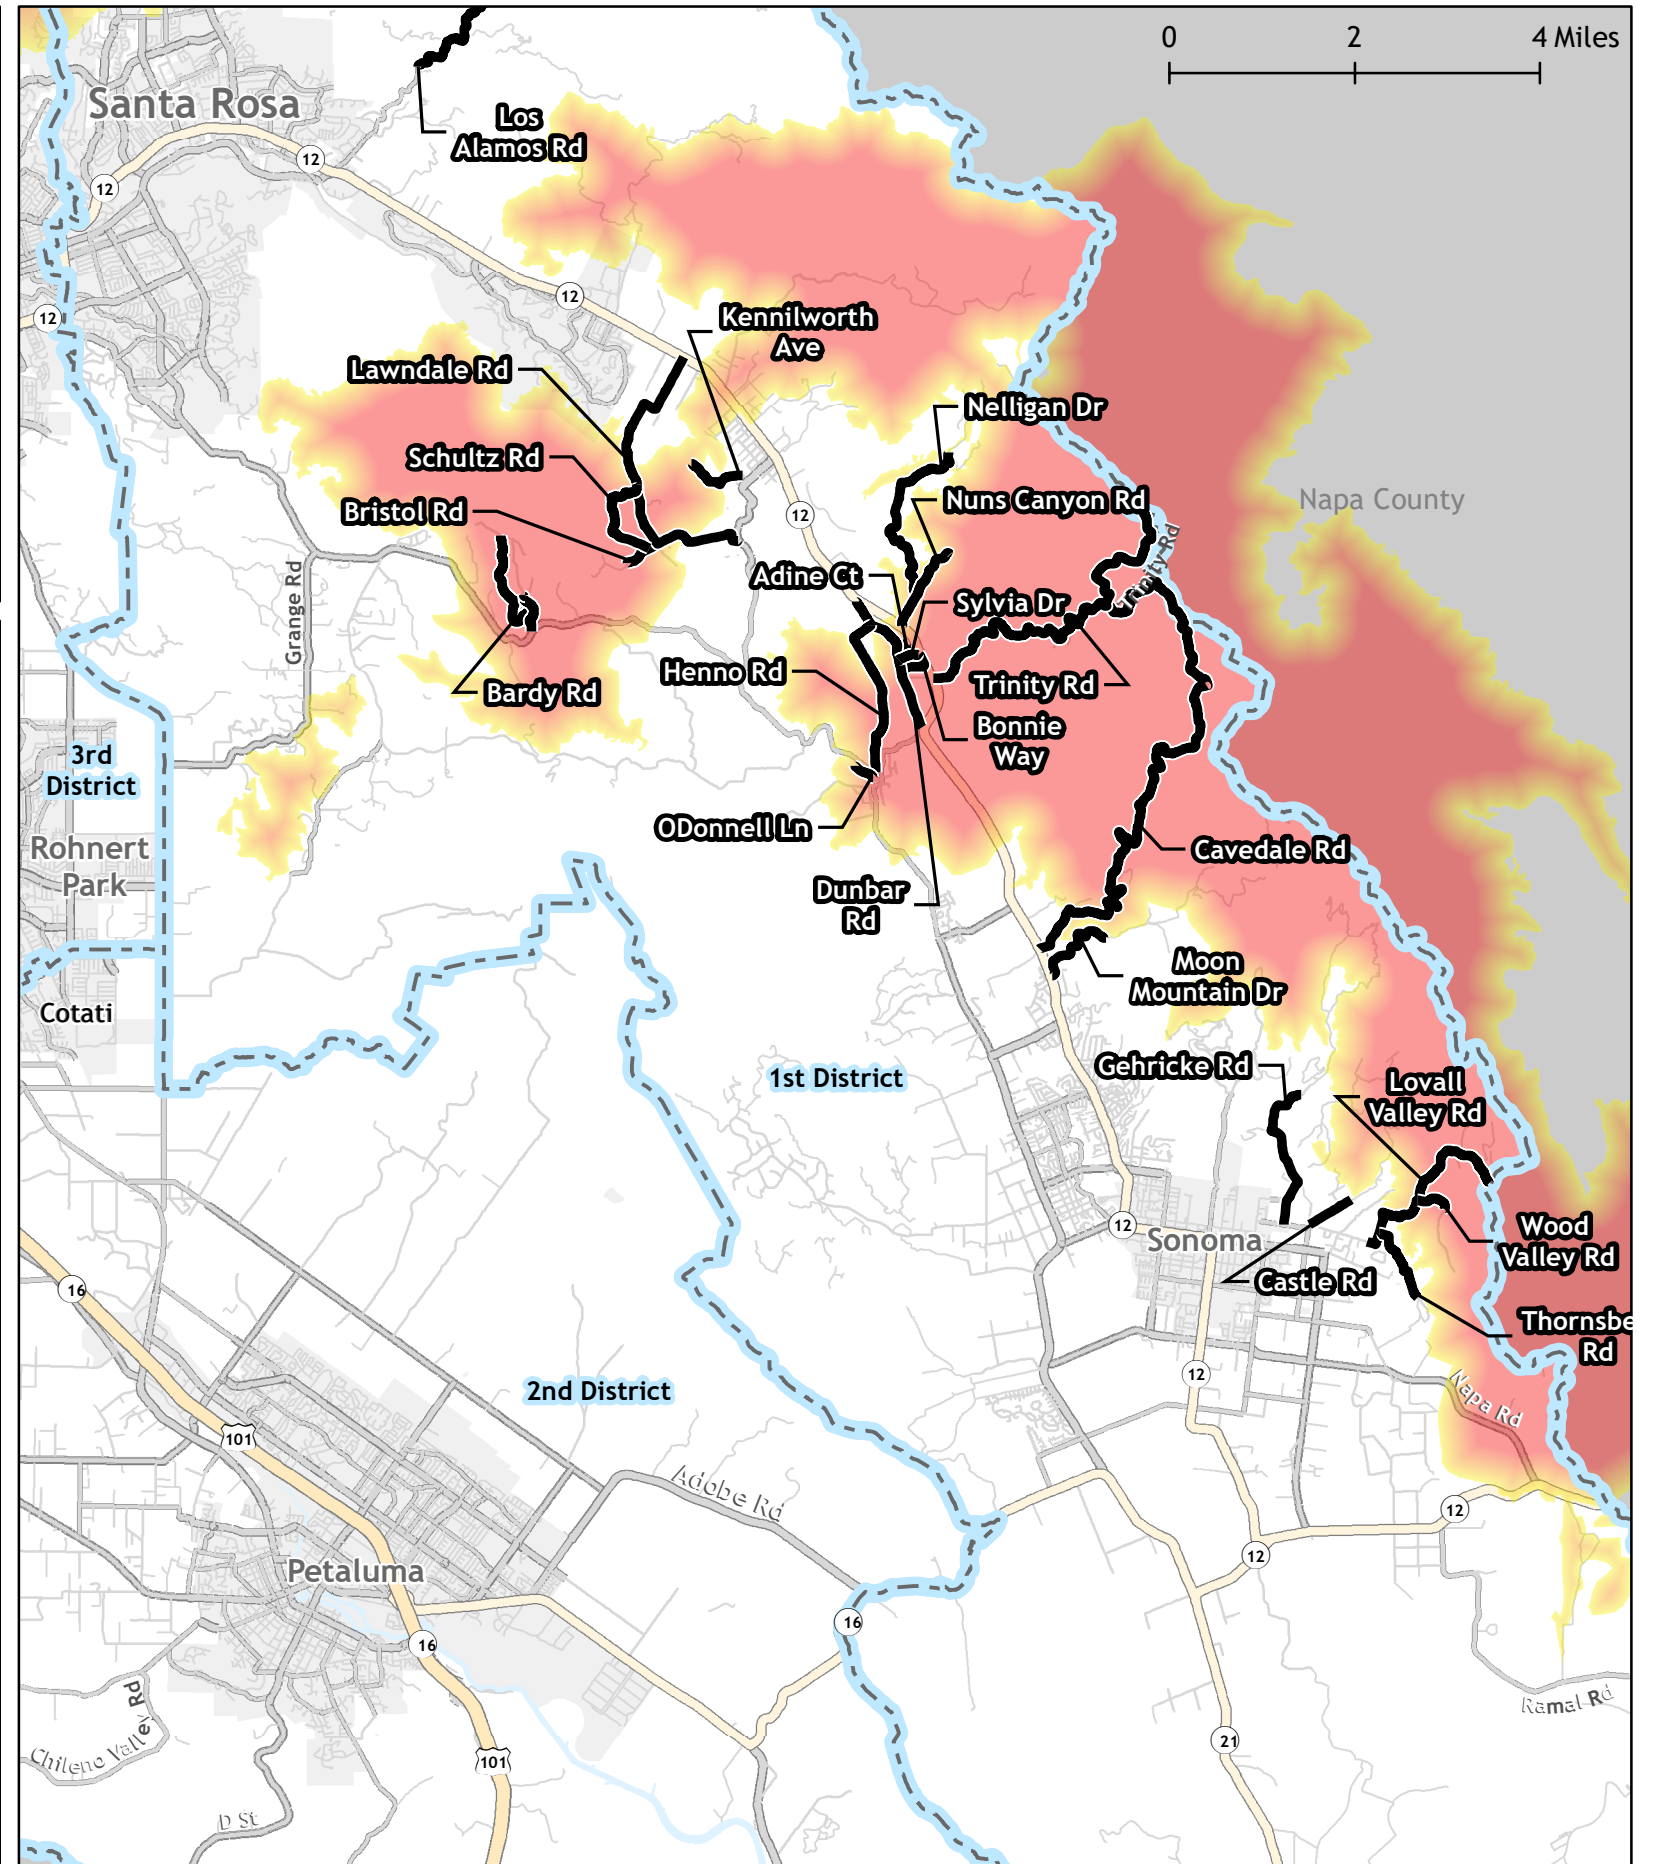 0 2 4 Miles
Santa Rosa
Los
Alamos Rd
12
12
12
12
Kennilworth
Ave
Lawndale Rd
Nelligan Dr
Schultz Rd
Nuns Canyon Rd
Napa County
Bristol Rd
12
Trinity Rd
Adine Ct
Sylvia Dr
Grange Rd
Henno Rd
Trinity Rd
Bardy Rd
Bonnie
Way
3rd
District
ODonnell Ln
Rohnert
Park
Cavedale Rd
Dunbar
Rd
Moon
Mountain Dr
Cotati
1st District
Gehricke Rd
Lovall
Valley Rd
12
Sonoma
Wood
Valley Rd
Castle Rd
16
Thornsbe
Rd
12
2nd District
Napa Rd
101
Adobe Rd
12
12
Petaluma
16
16
Chileno Valley Rd
Ramal Rd
21
101
D St